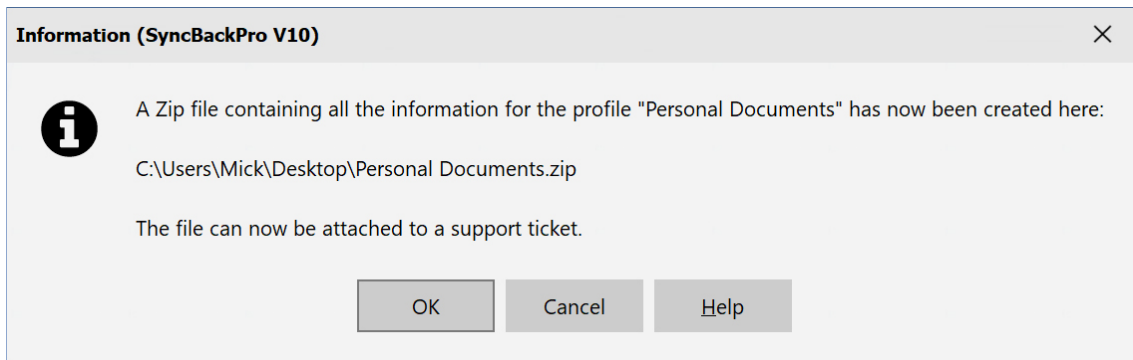 Information (SyncBackPro V10)
A Zip file containing all the information for the profile "Personal Documents" has now been created here:
C:\Users\Mick\Desktop\Personal Documents.zip
The file can now be attached to a support ticket.
OK Cancel Help